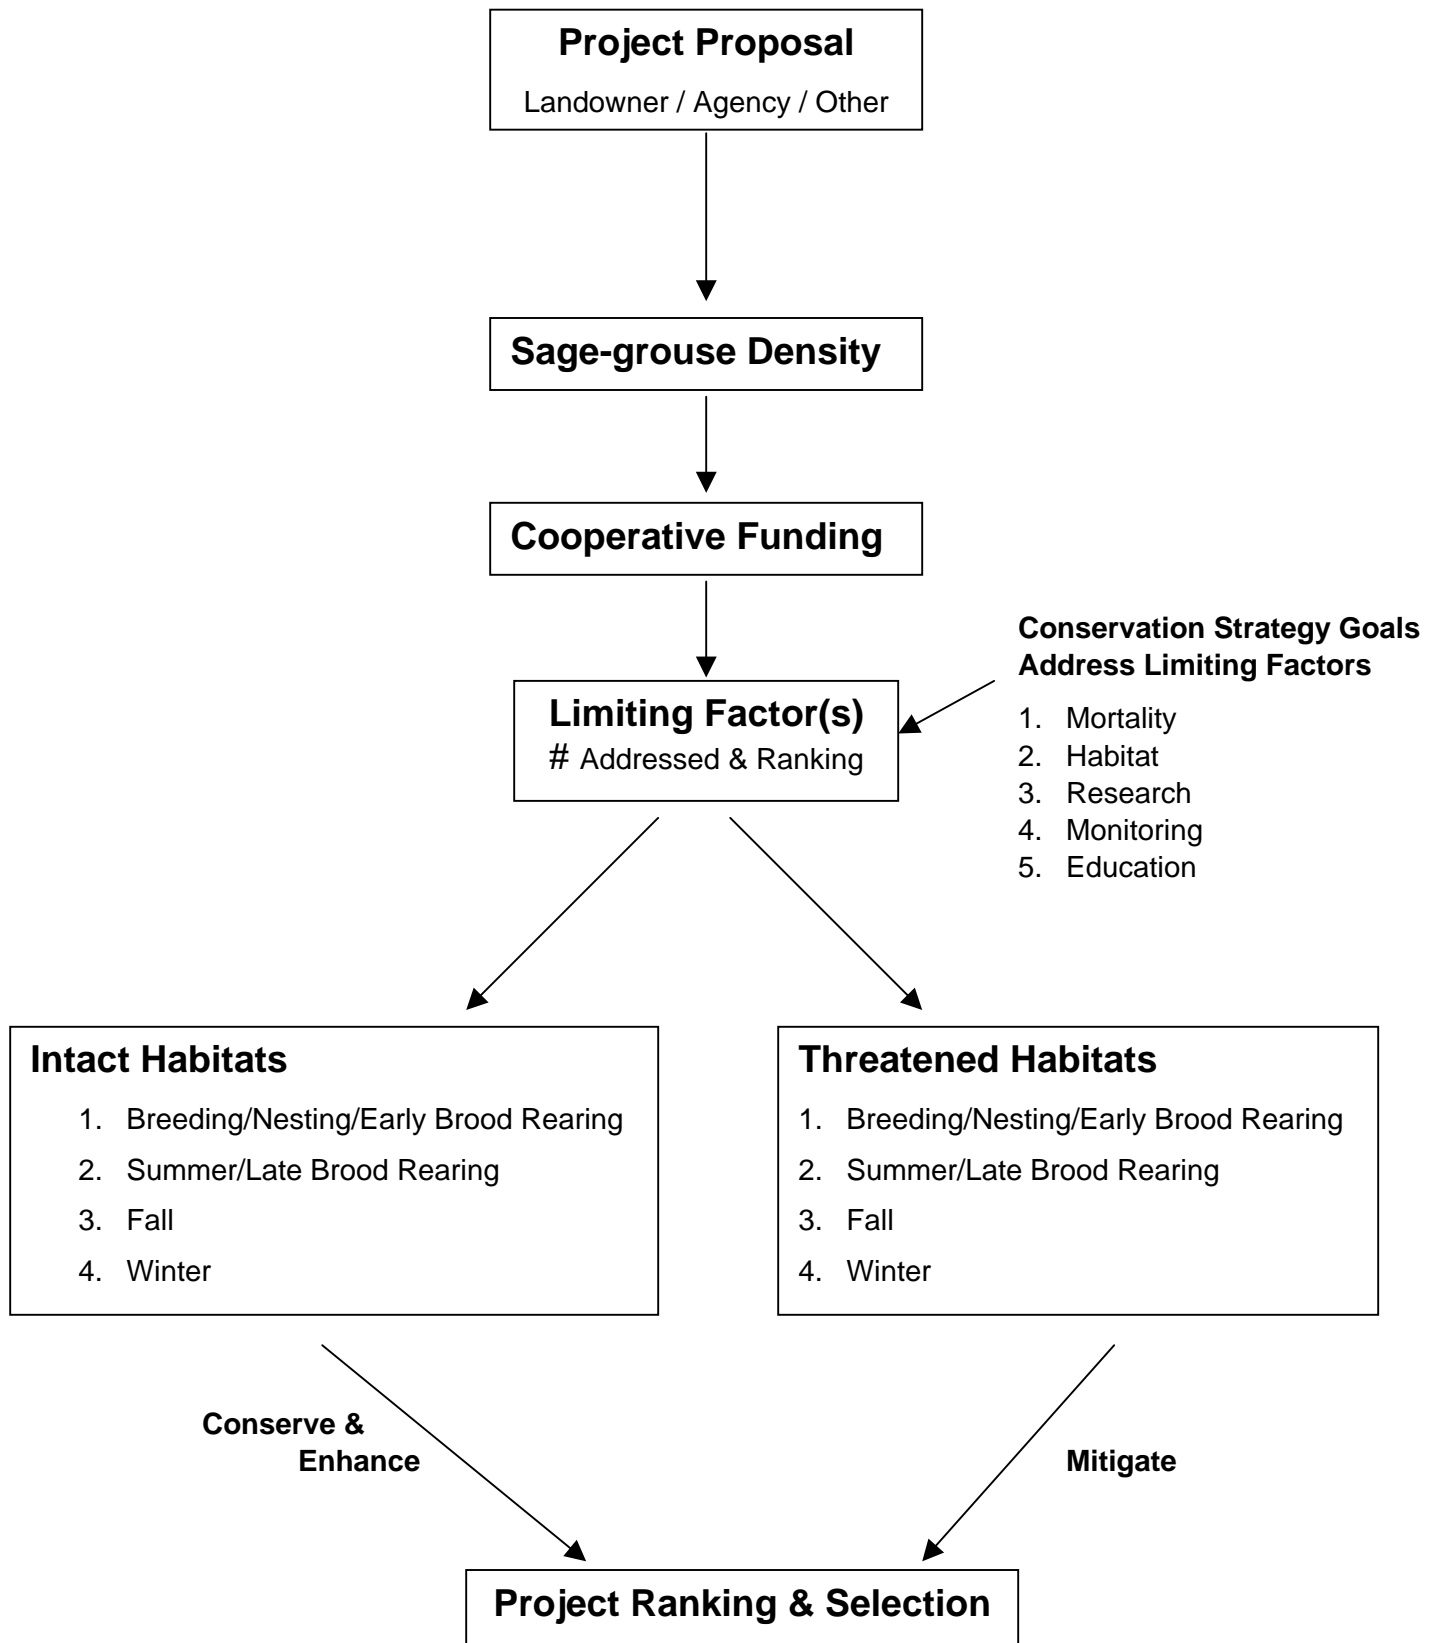 Project Proposal
Landowner / Agency / Other
Sage-grouse Density
Cooperative Funding
Conservation Strategy Goals
Address Limiting Factors
1. Mortality
2. Habitat
3. Research
4. Monitoring
5. Education
Limiting Factor(s)
# Addressed & Ranking
Intact Habitats
1. Breeding/Nesting/Early Brood Rearing
2. Summer/Late Brood Rearing
3. Fall
4. Winter
Threatened Habitats
1. Breeding/Nesting/Early Brood Rearing
2. Summer/Late Brood Rearing
3. Fall
4. Winter
Conserve &
Enhance
Mitigate
Project Ranking & Selection